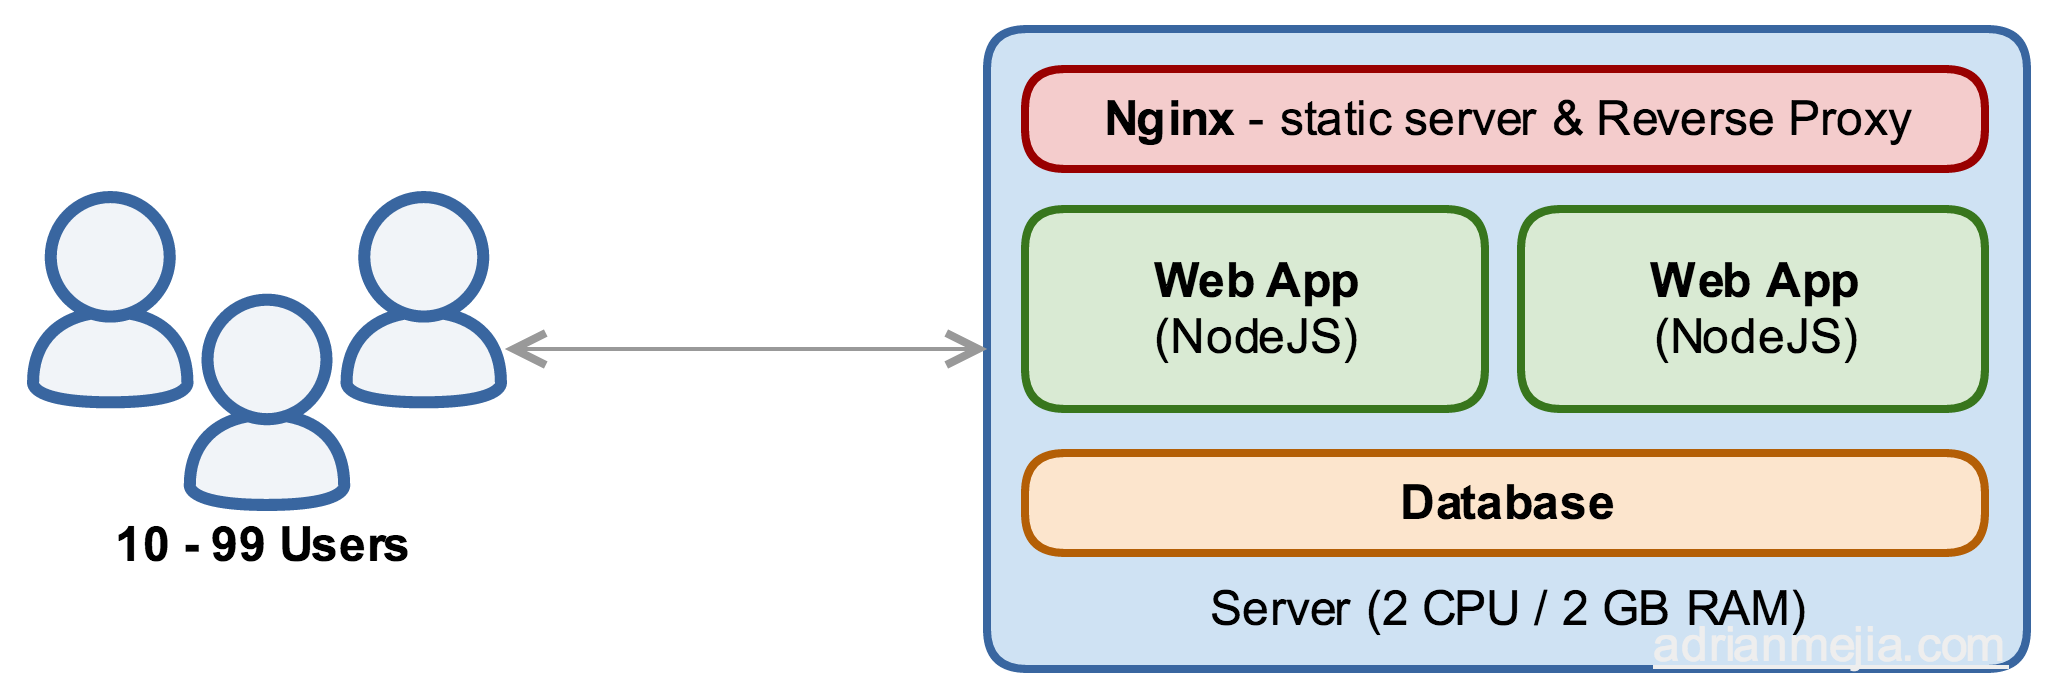 Nginx - static server & Reverse Proxy
Web App
(NodeJS)
Web App
(NodeJS)
Database
Server (2 CPU / 2 GB RAM)
10 - 99 Users
adrianmejia.com